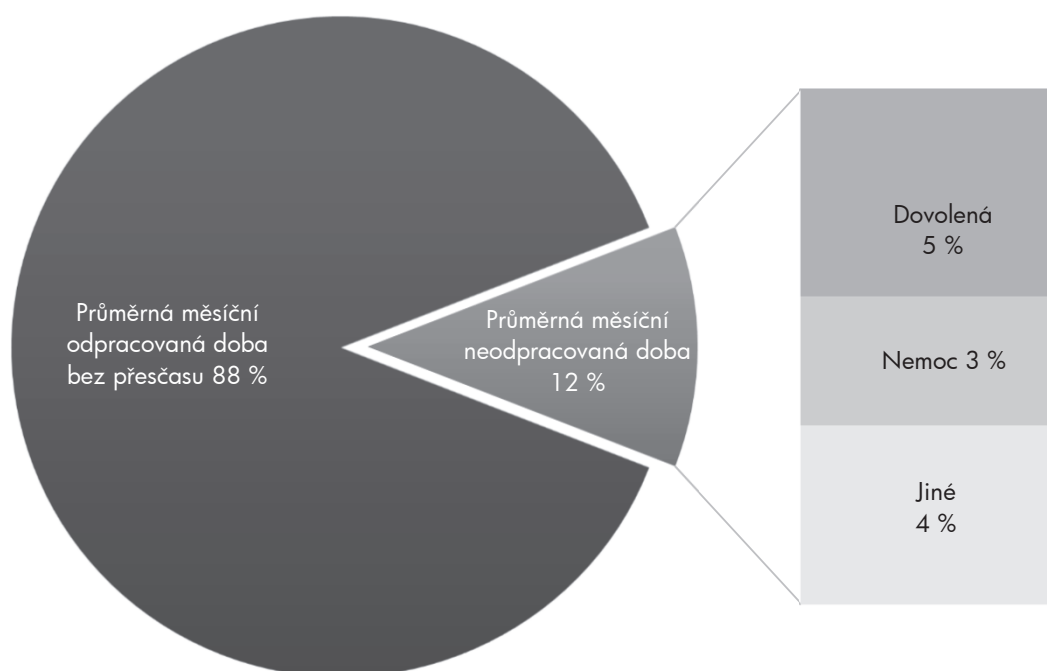 Průměrná měsíční
odpracovaná doba
bez přesčasu 88 %
Průměrná měsíční
neodpracovaná doba
12 %
Dovolená
5 %
Nemoc 3 %
Jiné
4 %